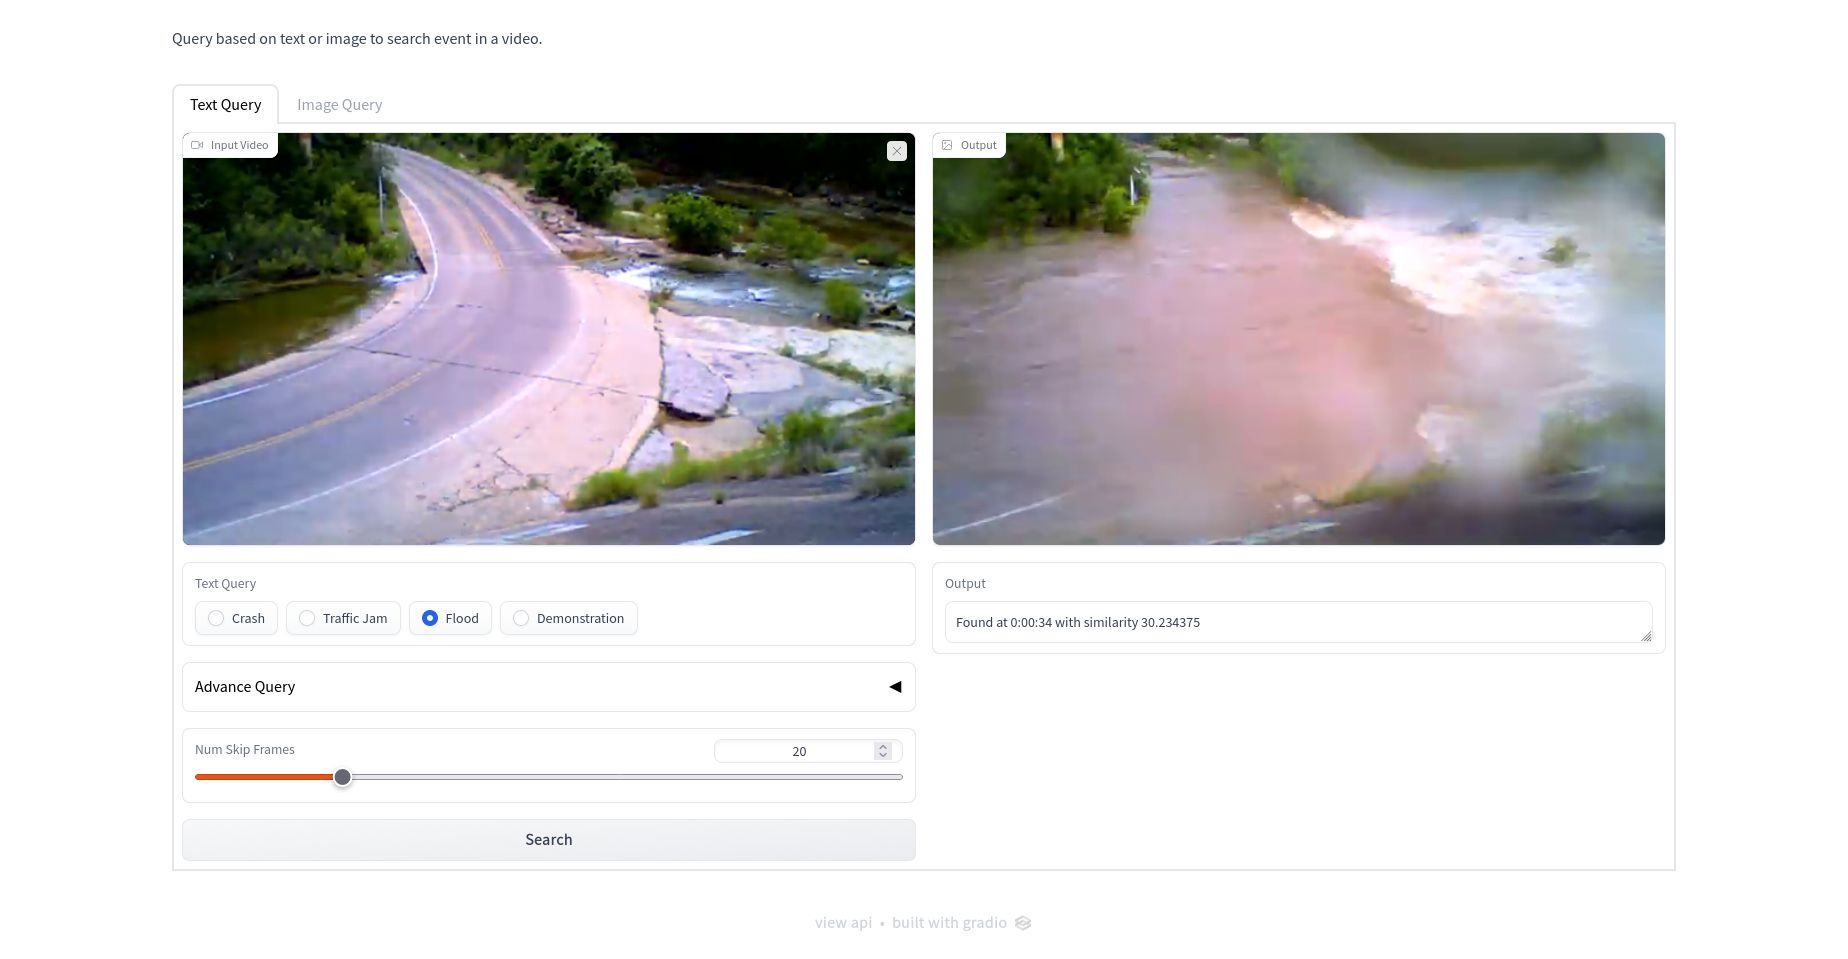 Query based on text or image to search event in a video.
Text Query
Image Query
Input Video
Output
Text Query
Crash
Traffic Jam
Flood
Demonstration
Output
Found at 0:00:34 with similarity 30.234375
Advance Query
Num Skip Frames
20
Search
view api • built with gradio